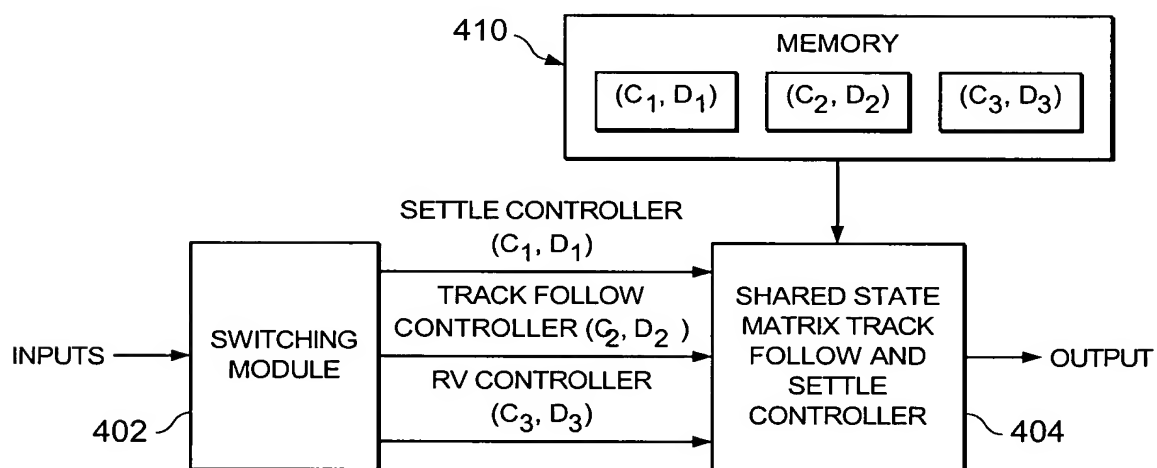 410
MEMORY
(C1, D1)
(C2, D2)
(C3, D3)
SETTLE CONTROLLER
(C1, D1)
TRACK FOLLOW
CONTROLLER (C2, D2 )
RV CONTROLLER
(C3, D3)
INPUTS
SWITCHING
MODULE
402
SHARED STATE
MATRIX TRACK
FOLLOW AND
SETTLE
CONTROLLER
404
OUTPUT